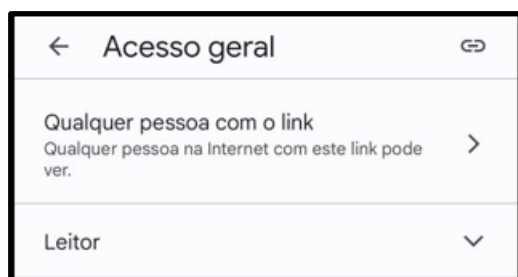 Acesso geral
Qualquer pessoa com o link
Qualquer pessoa na Internet com este link pode
ver.
Leitor